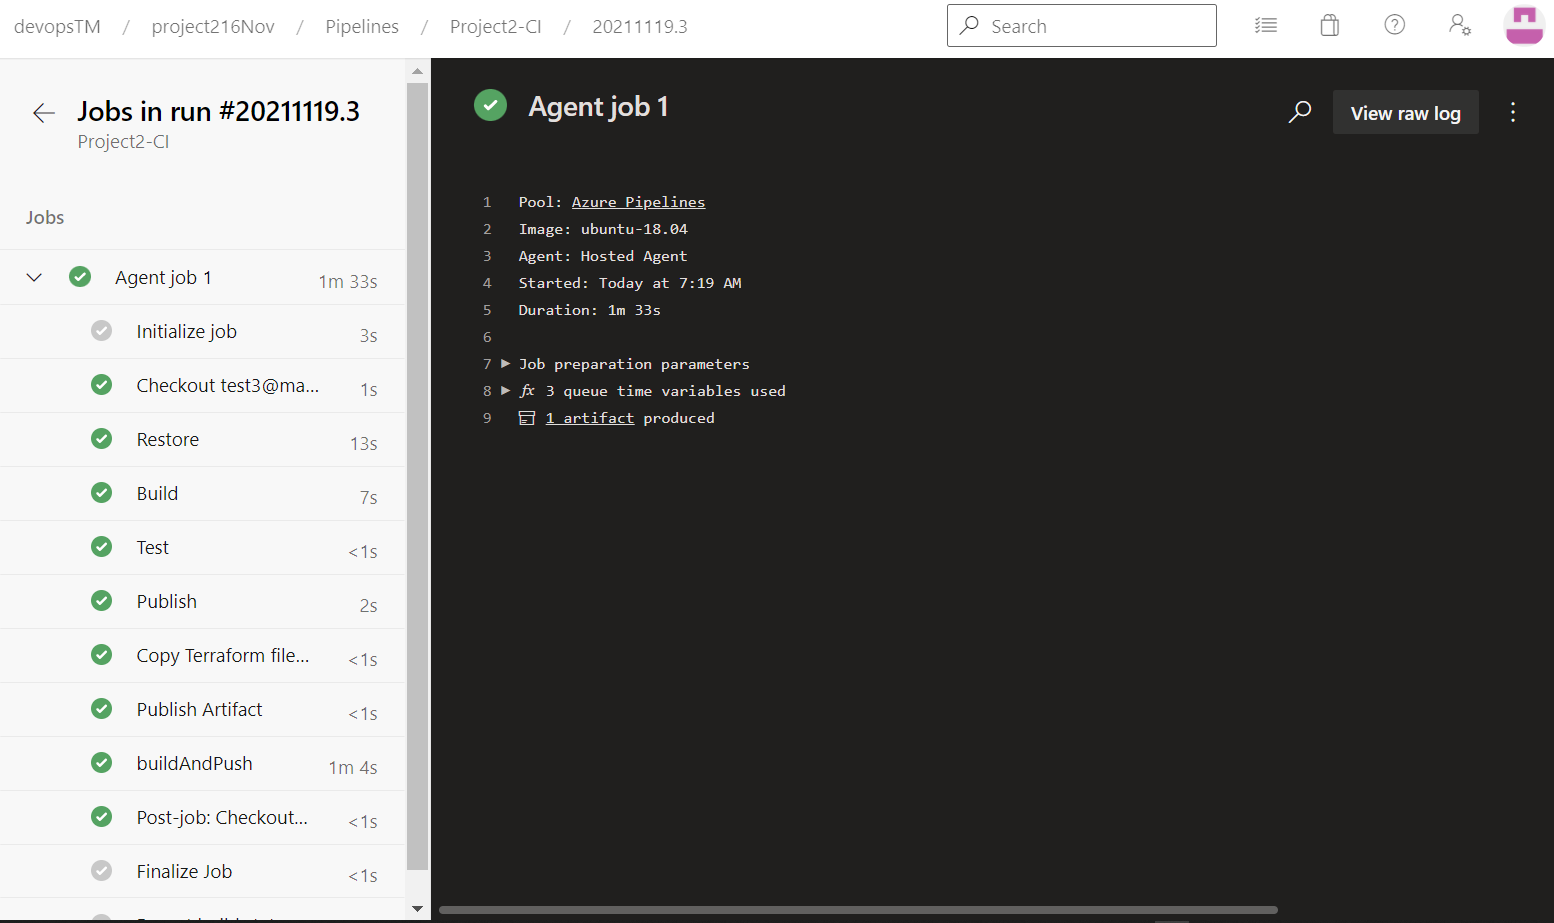 devopsTM / project216Nov / Pipelines / Project2-CI / 20211119.3
Search
Jobs in run #20211119.3
Project2-CI
Jobs
Agent job 1 1m 33s
Initialize job 3s
Checkout test3@ma... 1s
Restore 13s
Build 7s
Test <1s
Publish 2s
Copy Terraform file... <1s
Publish Artifact <1s
buildAndPush 1m 4s
Post-job: Checkout... <1s
Finalize Job <1s
Agent job 1
View raw log
1 Pool: Azure Pipelines
2 Image: ubuntu-18.04
3 Agent: Hosted Agent
4 Started: Today at 7:19 AM
5 Duration: 1m 33s
6
7 Job preparation parameters
8 fx 3 queue time variables used
9 1 artifact produced